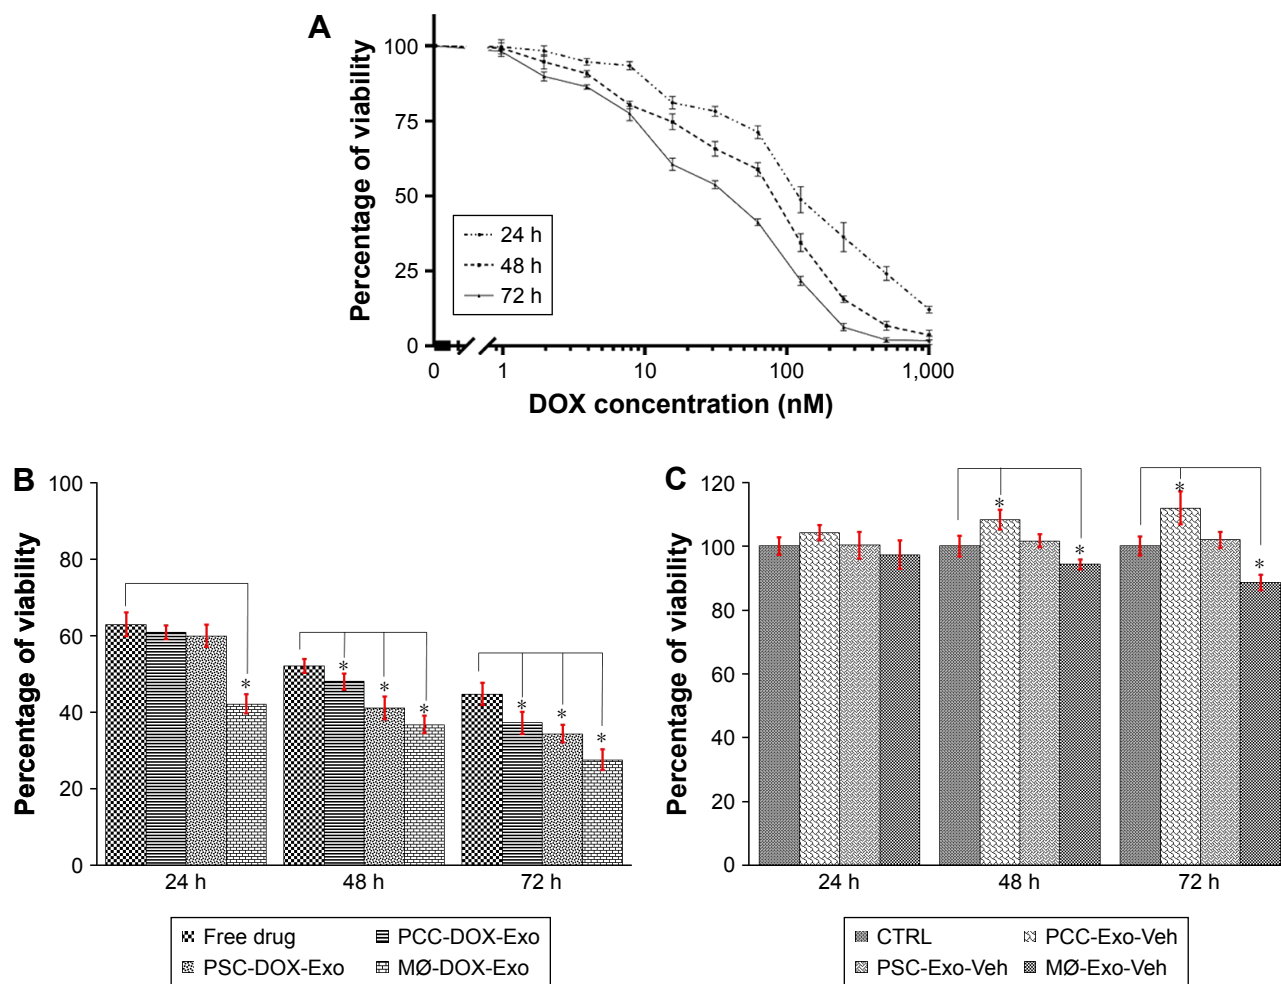 A
Percentage of viability
100
75
50
25
0
24 h
48 h
72 h
0 1 10 100 1,000
DOX concentration (nM)
B
Percentage of viability
100
80
60
40
20
0
*
* * *
* * *
24 h 48 h 72 h
Free drug PCC-DOX-Exo
PSC-DOX-Exo MØ-DOX-Exo
C
Percentage of viability
120
100
80
60
40
20
0
* *
* *
24 h 48 h 72 h
CTRL PCC-Exo-Veh
PSC-Exo-Veh MØ-Exo-Veh